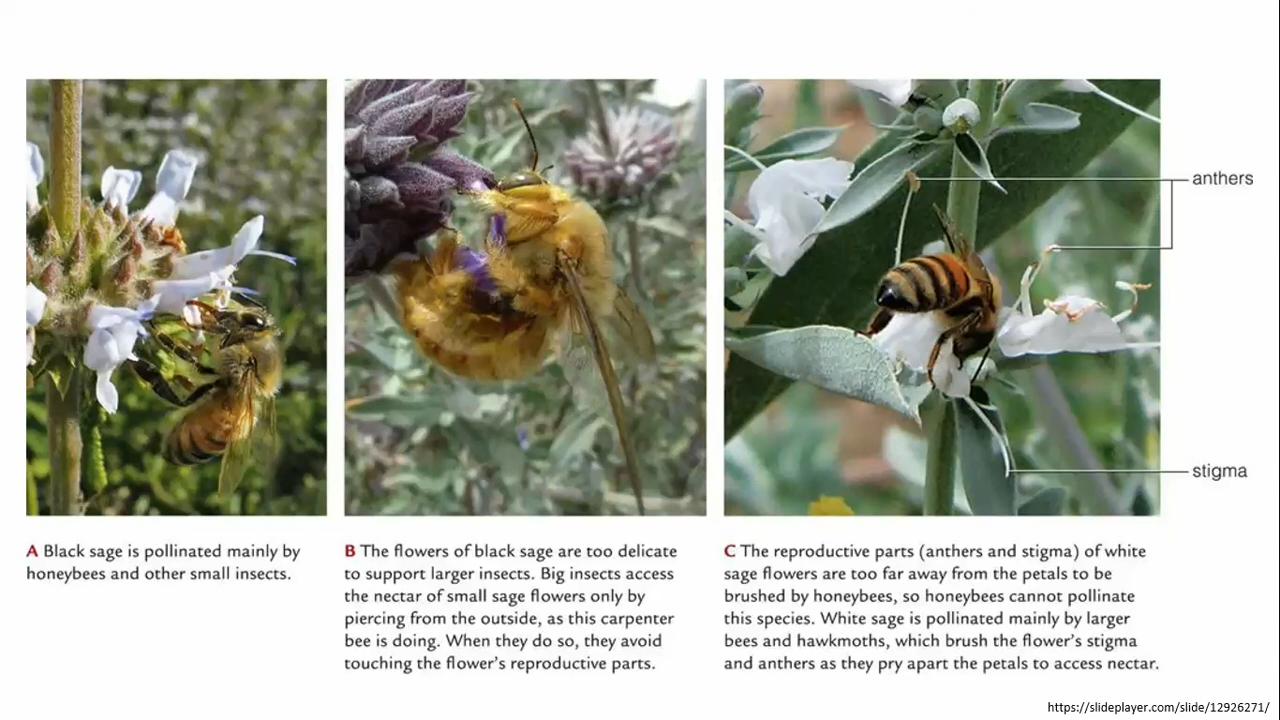 anthers
stigma
A Black sage is pollinated mainly by
honeybees and other small insects.
B The flowers of black sage are too delicate
to support larger insects. Big insects access
the nectar of small sage flowers only by
piercing from the outside, as this carpenter
bee is doing. When they do so, they avoid
touching the flower's reproductive parts.
C The reproductive parts (anthers and stigma) of white
sage flowers are too far away from the petals to be
brushed by honeybees, so honeybees cannot pollinate
this species. White sage is pollinated mainly by larger
bees and hawkmoths, which brush the flower's stigma
and anthers as they pry apart the petals to access nectar.
https://slideplayer.com/slide/12926271/